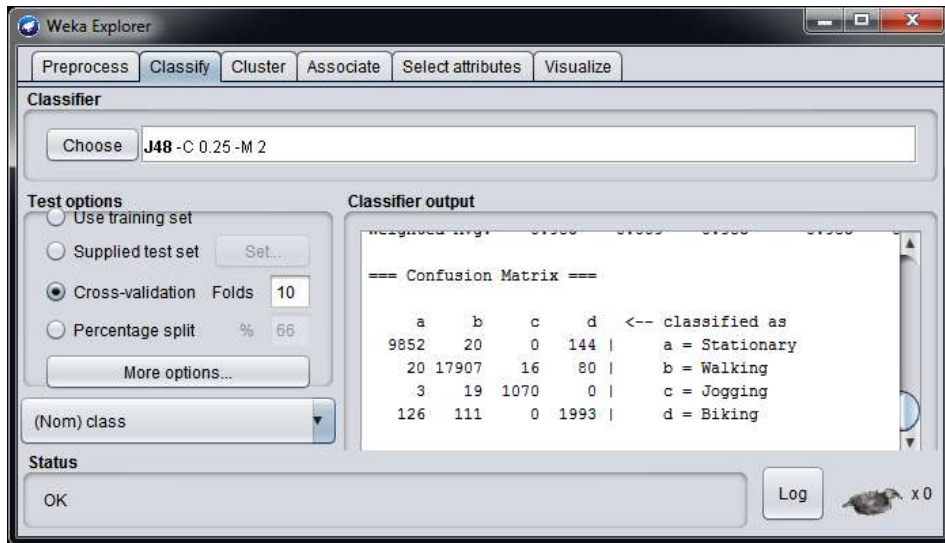 Weka Explorer
Preprocess Classify Cluster Associate Select attributes Visualize
Classifier
Choose J48 -C 0.25 -M 2
Test options
Use training set
Supplied test set Set...
Cross-validation Folds 10
Percentage split % 66
More options...
(Nom) class
Classifier output
=== Confusion Matrix ===
a b c d <-- classified as
9852 20 0 144 | a = Stationary
20 17907 16 80 | b = Walking
3 19 1070 0 | c = Jogging
126 111 0 1993 | d = Biking
Status
OK
Log x 0